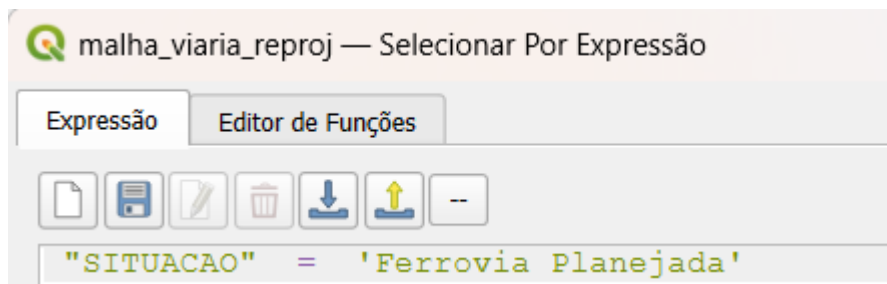 malha_viaria_reproj — Selecionar Por Expressão
Expressão Editor de Funções
--
"SITUACAO" = 'Ferrovia Planejada'